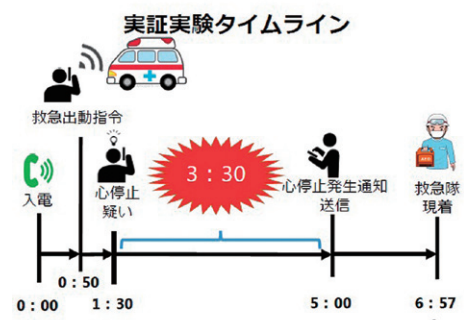 実証実験タイムライン
救急出動指令
入電
心停止
疑い
3：30
心停止発生通知
送信
救急隊
現着
0：00
0：50
1：30
5：00
6：57